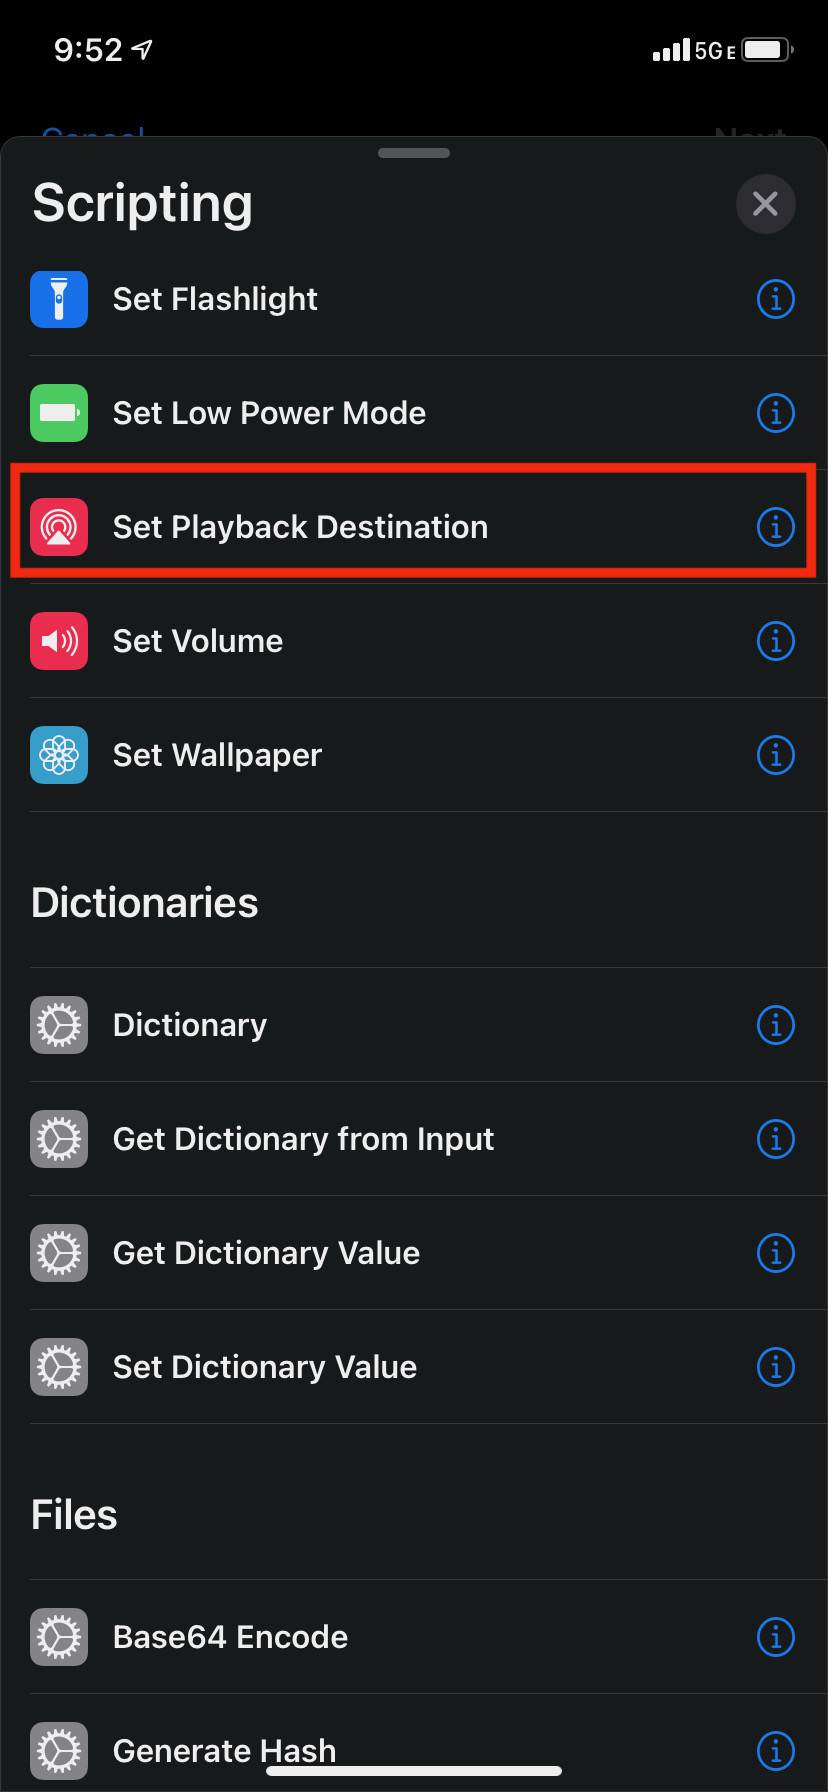 9:52 5GE
Cancel Next
Scripting
Set Flashlight
Set Low Power Mode
Set Playback Destination
Set Volume
Set Wallpaper
Dictionaries
Dictionary
Get Dictionary from Input
Get Dictionary Value
Set Dictionary Value
Files
Base64 Encode
Generate Hash